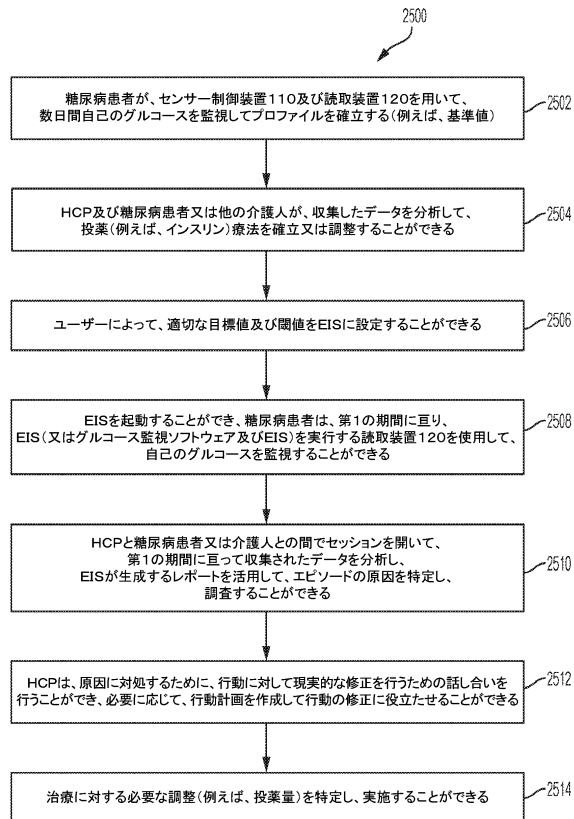 2500
糖尿病患者が、センサー制御装置110及び読取装置120を用いて、
数日間自己のグルコースを監視してプロファイルを確立する(例えば、基準値)
2502
HCP及び糖尿病患者又は他の介護人が、収集したデータを分析して、
投薬(例えば、インスリン)療法を確立又は調整することができる
2504
ユーザーによって、適切な目標値及び閾値をEISに設定することができる
2506
EISを起動することができ、糖尿病患者は、第1の期間に亘り、
EIS(又はグルコース監視ソフトウェア及びEIS)を実行する読取装置120を使用して、
自己のグルコースを監視することができる
2508
HCPと糖尿病患者又は介護人との間でセッションを開いて、
第1の期間に亘って収集されたデータを分析し、
EISが生成するレポートを活用して、エピソードの原因を特定し、
調査することができる
2510
HCPは、原因に対処するために、行動に対して現実的な修正を行うための話し合いを
行うことができ、必要に応じて、行動計画を作成して行動の修正に役立たせることができる
2512
治療に対する必要な調整(例えば、投薬量)を特定し、実施することができる
2514